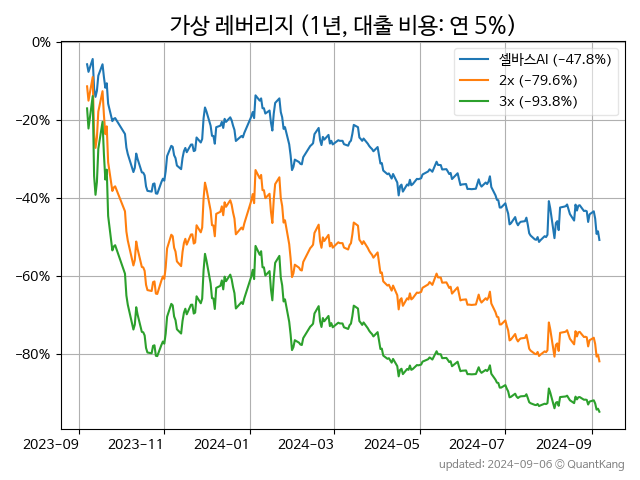 가상 레버리지 (1년, 대출 비용: 연 5%)
0%
−20%
−40%
−60%
−80%
셀바스AI (−47.8%)
2x (−79.6%)
3x (−93.8%)
2023-09 2023-11 2024-01 2024-03 2024-05 2024-07 2024-09
updated: 2024-09-06 © QuantKang